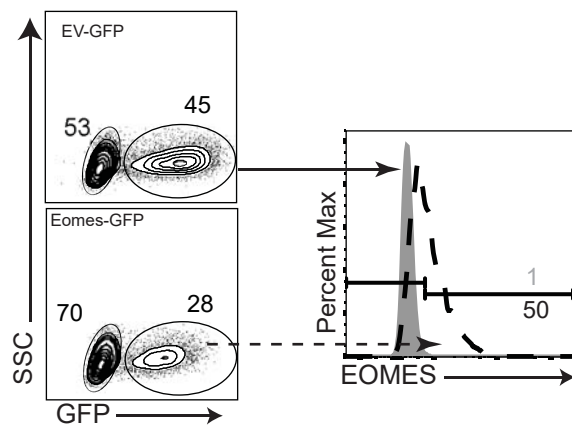 EV-GFP
53
45
Eomes-GFP
70
28
SSC
GFP
Percent Max
1
50
EOMES